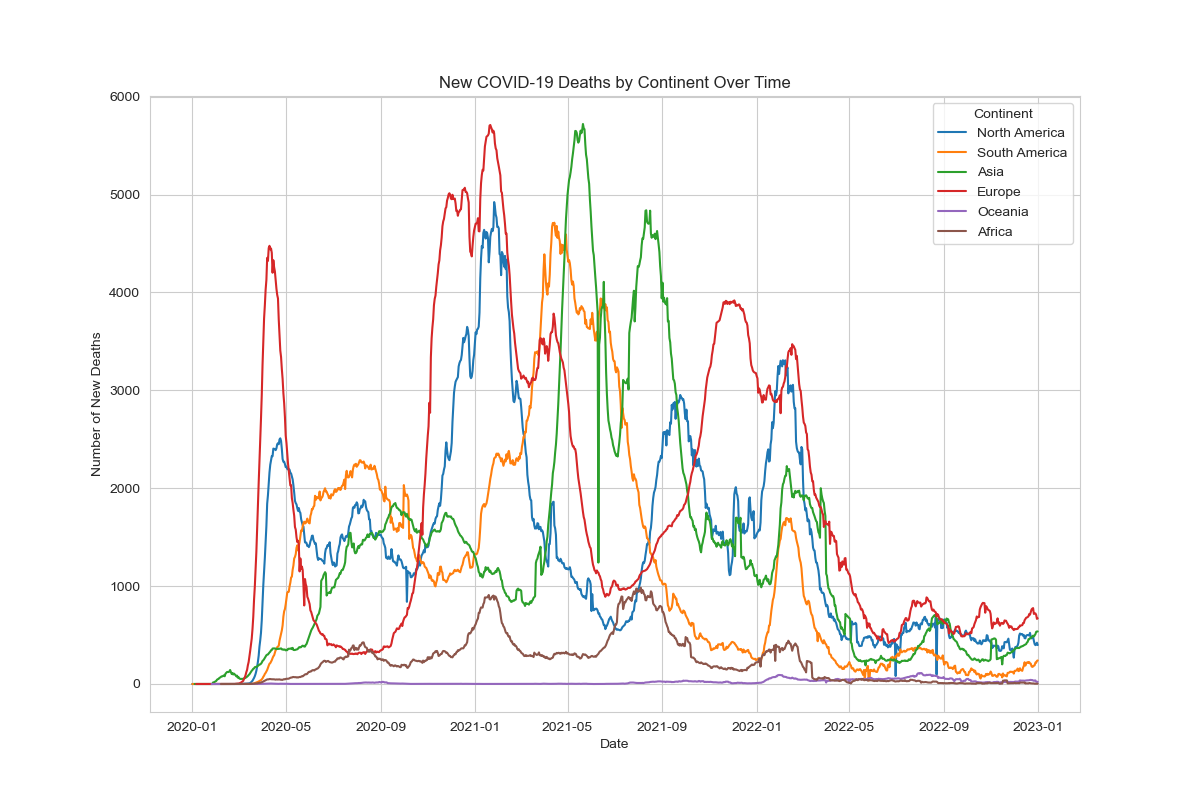 New COVID-19 Deaths by Continent Over Time
6000
5000
4000
3000
2000
1000
0
Number of New Deaths
Continent
North America
South America
Asia
Europe
Oceania
Africa
2020-01 2020-05 2020-09 2021-01 2021-05 2021-09 2022-01 2022-05 2022-09 2023-01
Date